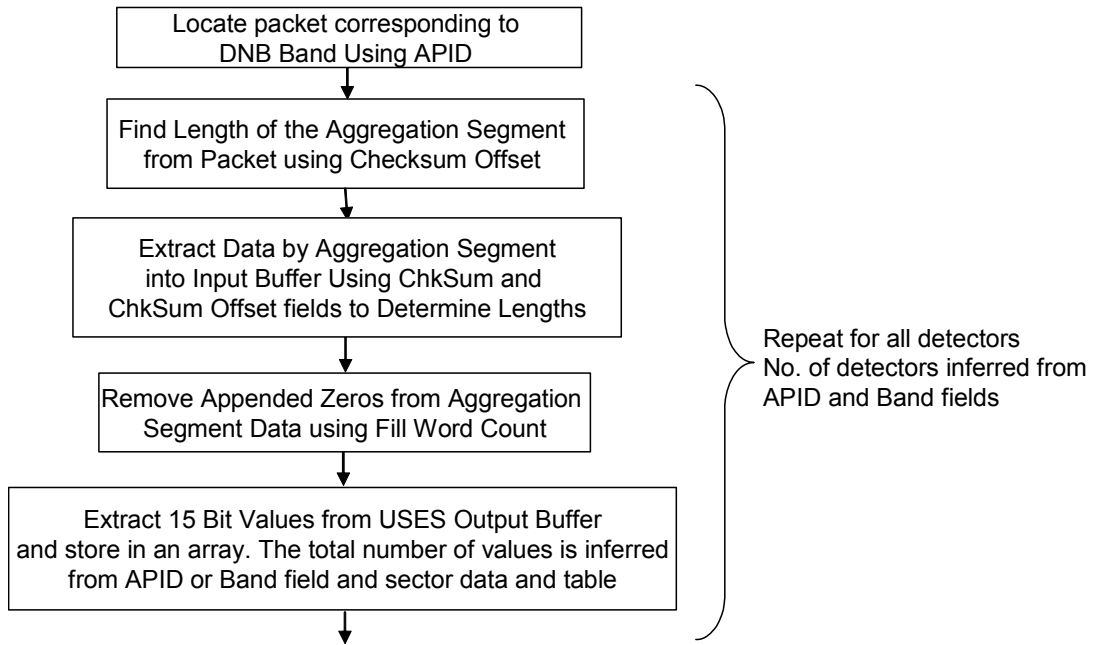 Locate packet corresponding to
DNB Band Using APID
Find Length of the Aggregation Segment
from Packet using Checksum Offset
Extract Data by Aggregation Segment
into Input Buffer Using ChkSum and
ChkSum Offset fields to Determine Lengths
Remove Appended Zeros from Aggregation
Segment Data using Fill Word Count
Extract 15 Bit Values from USES Output Buffer
and store in an array. The total number of values is inferred
from APID or Band field and sector data and table
Repeat for all detectors
No. of detectors inferred from
APID and Band fields